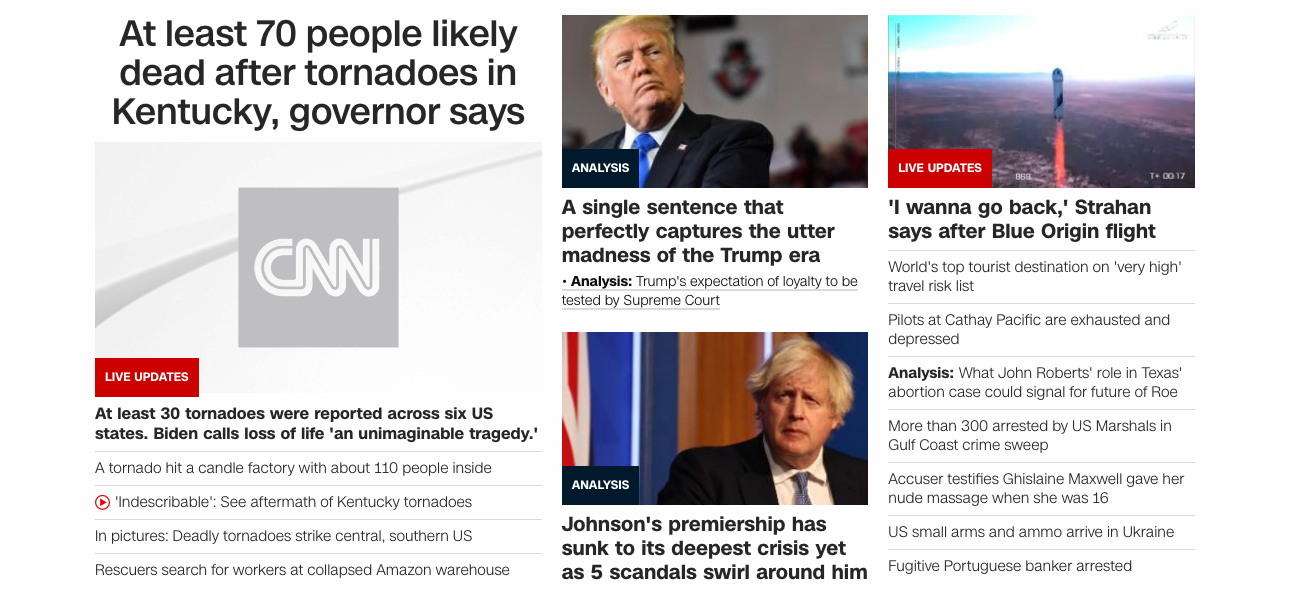 At least 70 people likely
dead after tornadoes in
Kentucky, governor says
CNN
LIVE UPDATES
At least 30 tornadoes were reported across six US
states. Biden calls loss of life 'an unimaginable tragedy.'
A tornado hit a candle factory with about 110 people inside
'Indescribable': See aftermath of Kentucky tornadoes
In pictures: Deadly tornadoes strike central, southern US
Rescuers search for workers at collapsed Amazon warehouse
ANALYSIS
A single sentence that
perfectly captures the utter
madness of the Trump era
• Analysis: Trump's expectation of loyalty to be
tested by Supreme Court
ANALYSIS
Johnson's premiership has
sunk to its deepest crisis yet
as 5 scandals swirl around him
T+ 00:17
LIVE UPDATES
'I wanna go back,' Strahan
says after Blue Origin flight
World's top tourist destination on 'very high'
travel risk list
Pilots at Cathay Pacific are exhausted and
depressed
Analysis: What John Roberts' role in Texas'
abortion case could signal for future of Roe
More than 300 arrested by US Marshals in
Gulf Coast crime sweep
Accuser testifies Ghislaine Maxwell gave her
nude massage when she was 16
US small arms and ammo arrive in Ukraine
Fugitive Portuguese banker arrested